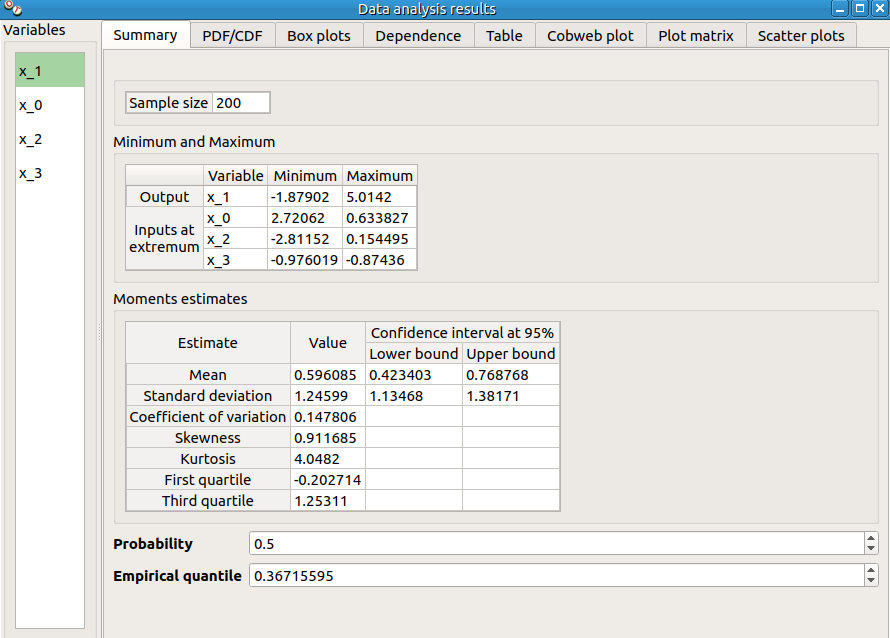 Data analysis results
Variables
x_1
x_0
x_2
x_3
Summary PDF/CDF Box plots Dependence Table Cobweb plot Plot matrix Scatter plots
Sample size 200
Minimum and Maximum
Variable Minimum Maximum
Output x_1 -1.87902 5.0142
Inputs at extremum x_0 2.72062 0.633827
x_2 -2.81152 0.154495
x_3 -0.976019 -0.87436
Moments estimates
Estimate Value Confidence interval at 95%
Lower bound Upper bound
Mean 0.596085 0.423403 0.768768
Standard deviation 1.24599 1.13468 1.38171
Coefficient of variation 0.147806
Skewness 0.911685
Kurtosis 4.0482
First quartile -0.202714
Third quartile 1.25311
Probability 0.5
Empirical quantile 0.36715595